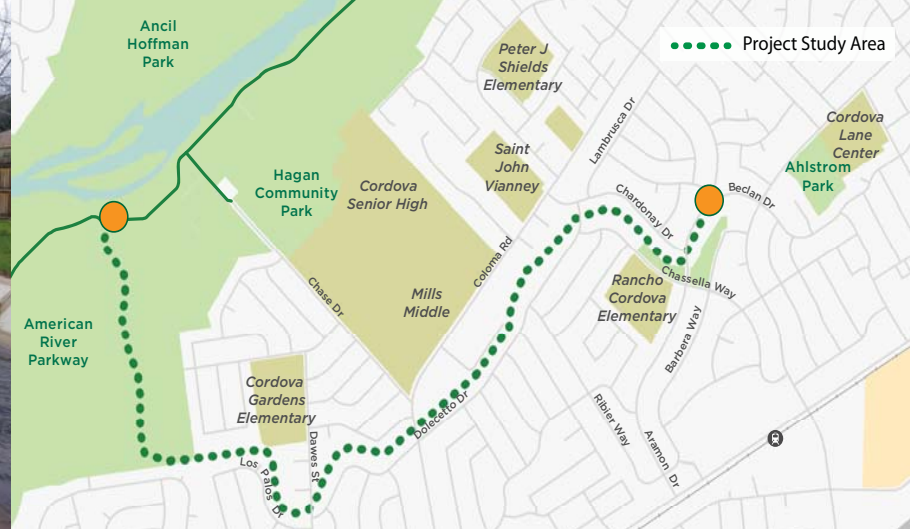 Ancil
Hoffman
Park
Project Study Area
Peter J
Shields
Elementary
Lambrusca Dr
Cordova
Lane
Center
Ahlstrom
Park
Saint
John
Vianney
Hagan
Community
Park
Cordova
Senior High
Chardonay Dr
Beclan Dr
Coloma Rd
Chassella Way
Rancho
Cordova
Elementary
Chase Dr
Mills
Middle
American
River
Parkway
Barbera Way
Cordova
Gardens
Elementary
Dolecetto Dr
Ribier Way
Aramon Dr
Dawes St
Los Palos Dr